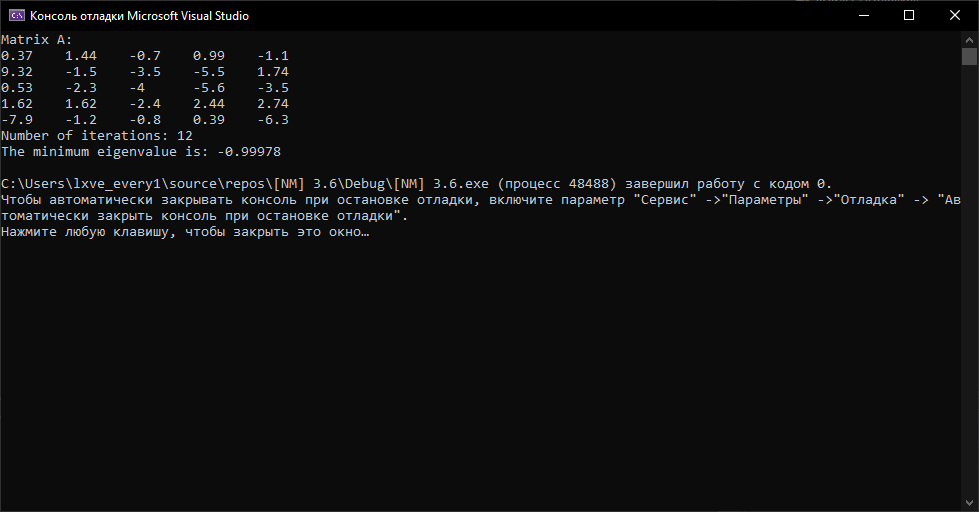 Консоль отладки Microsoft Visual Studio
Matrix A:
0.37    1.44    -0.7    0.99    -1.1
9.32    -1.5    -3.5    -5.5    1.74
0.53    -2.3    -4      -5.6    -3.5
1.62    1.62    -2.4    2.44    2.74
-7.9    -1.2    -0.8    0.39    -6.3
Number of iterations: 12
The minimum eigenvalue is: -0.99978
C:\Users\lxve_every1\source\repos\[NM] 3.6\Debug\[NM] 3.6.exe (процесс 48488) завершил работу с кодом 0.
Чтобы автоматически закрывать консоль при остановке отладки, включите параметр "Сервис" ->"Параметры" ->"Отладка" -> "Ав
томатически закрыть консоль при остановке отладки".
Нажмите любую клавишу, чтобы закрыть это окно…